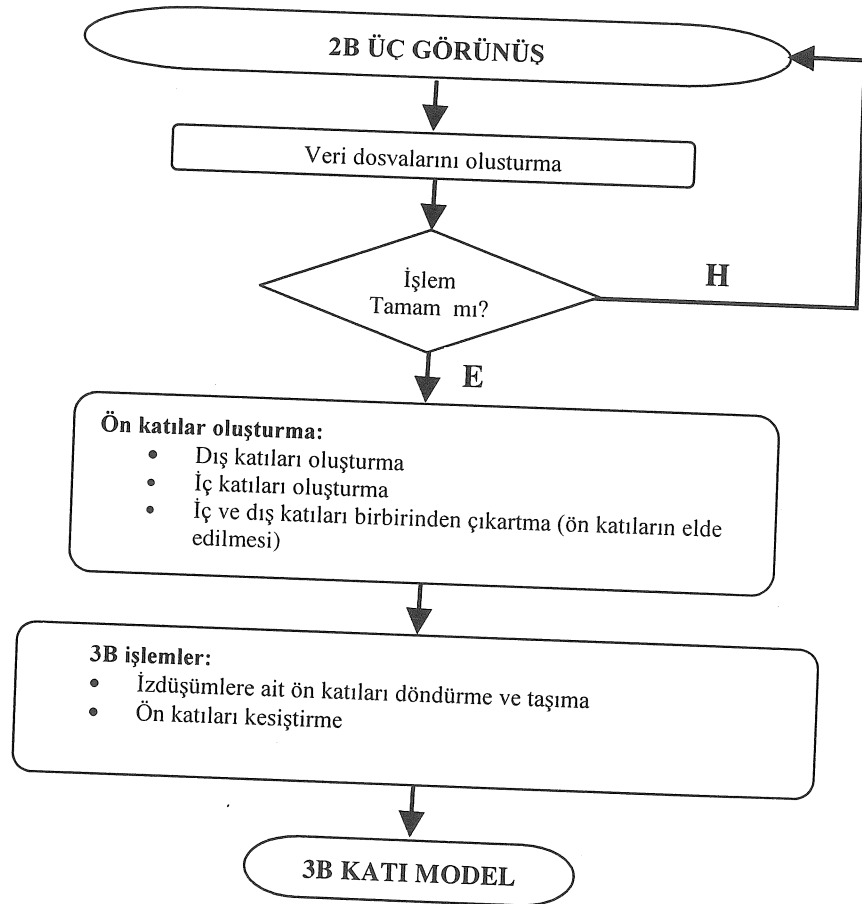 2B ÜÇ GÖRÜNÜŞ
Veri dosvalarını olusturma
İşlem
Tamam mı?
H
E
Ön katılar oluşturma:
• Dış katıları oluşturma
• İç katıları oluşturma
• İç ve dış katıları birbirinden çıkartma (ön katıların elde
edilmesi)
3B işlemler:
• İzdüşümlere ait ön katıları döndürme ve taşıma
• Ön katıları kesiştirme
3B KATI MODEL